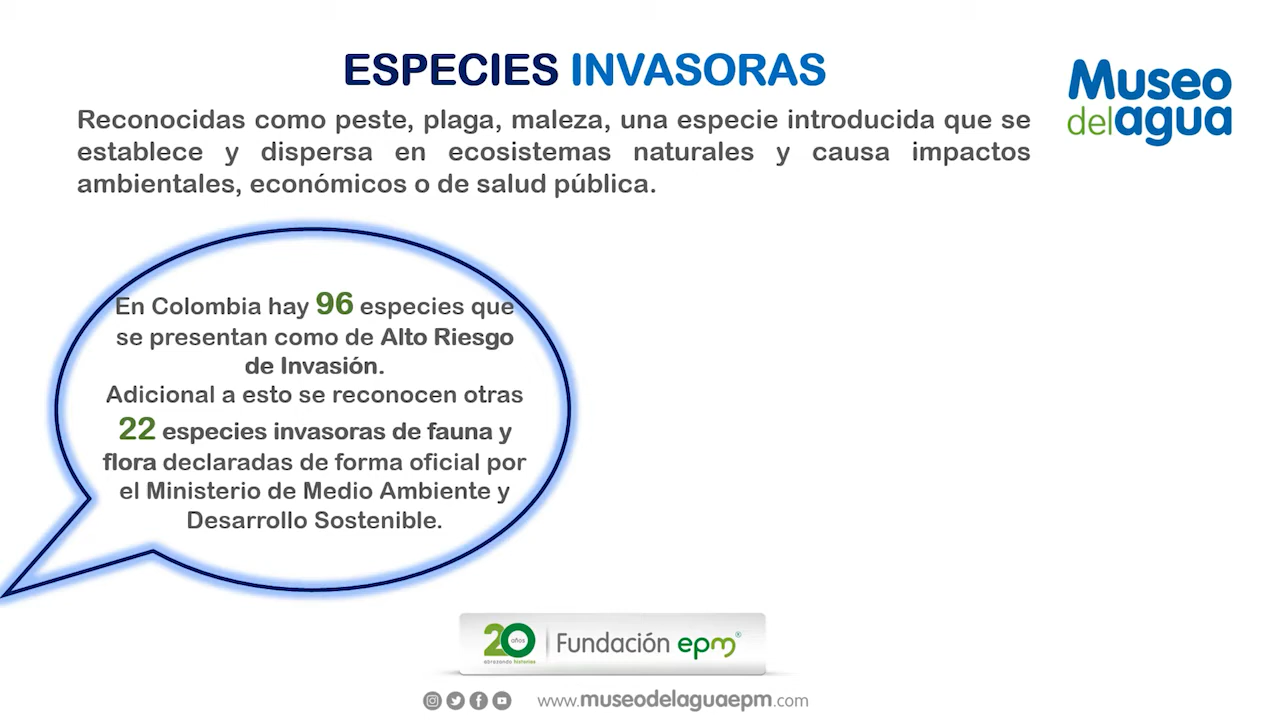 ESPECIES INVASORAS
Museo
delagua
Reconocidas como peste, plaga, maleza, una especie introducida que se
establece y dispersa en ecosistemas naturales y causa impactos
ambientales, económicos o de salud pública.
En Colombia hay 96 especies que
se presentan como de Alto Riesgo
de Invasión.
Adicional a esto se reconocen otras
22 especies invasoras de fauna y
flora declaradas de forma oficial por
el Ministerio de Medio Ambiente y
Desarrollo Sostenible.
20 años
abrazando historias
Fundación epm®
www.museodelaguaepm.com